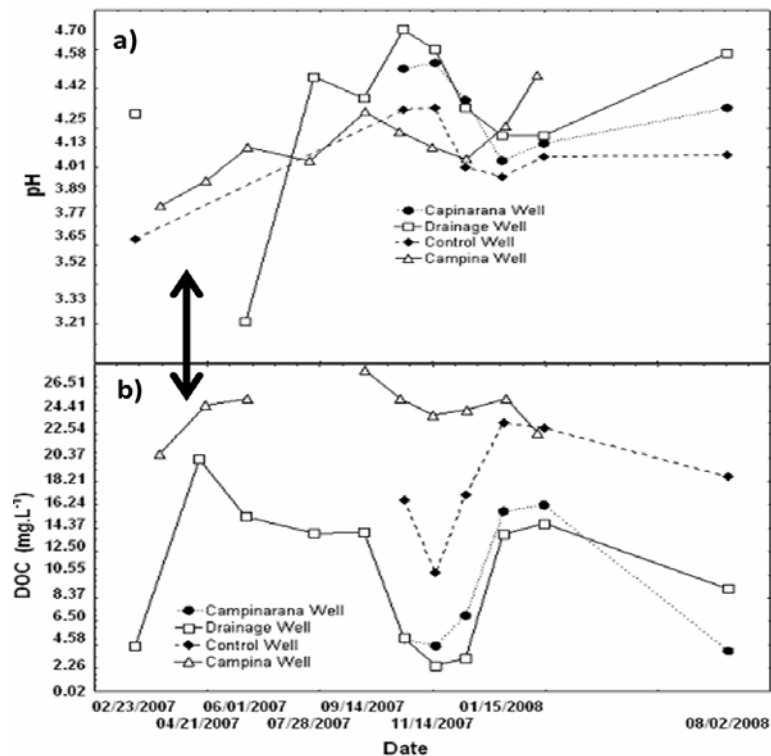 a)
4.70
4.58
4.42
4.25
4.13
4.01
3.89
3.77
3.65
3.52
3.33
3.21
pH
Capinarana Well
Drainage Well
Control Well
Campina Well
b)
26.51
24.41
22.54
20.37
18.21
16.24
14.37
12.50
10.55
8.37
6.50
4.58
2.26
0.02
DOC (mg.L-1)
Campinarana Well
Drainage Well
Control Well
Campina Well
02/23/2007 06/01/2007 09/14/2007 01/15/2008
04/21/2007 07/28/2007 11/14/2007 08/02/2008
Date